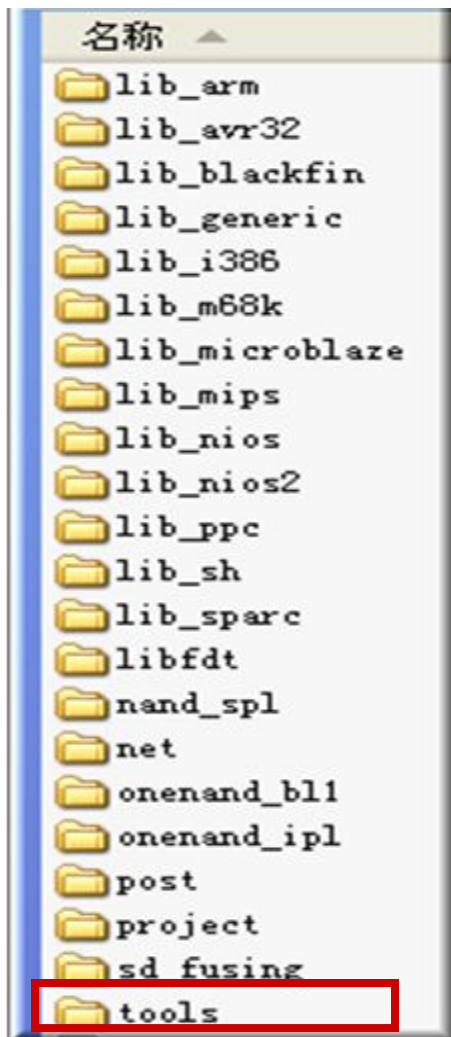 名称
lib_arm
lib_avr32
lib_blackfin
lib_generic
lib_i386
lib_m68k
lib_microblaze
lib_mips
lib_nios
lib_nios2
lib_ppc
lib_sh
lib_sparc
libfdt
nand_spl
net
onenand_bl1
onenand_ipl
post
project
sd_fusing
tools